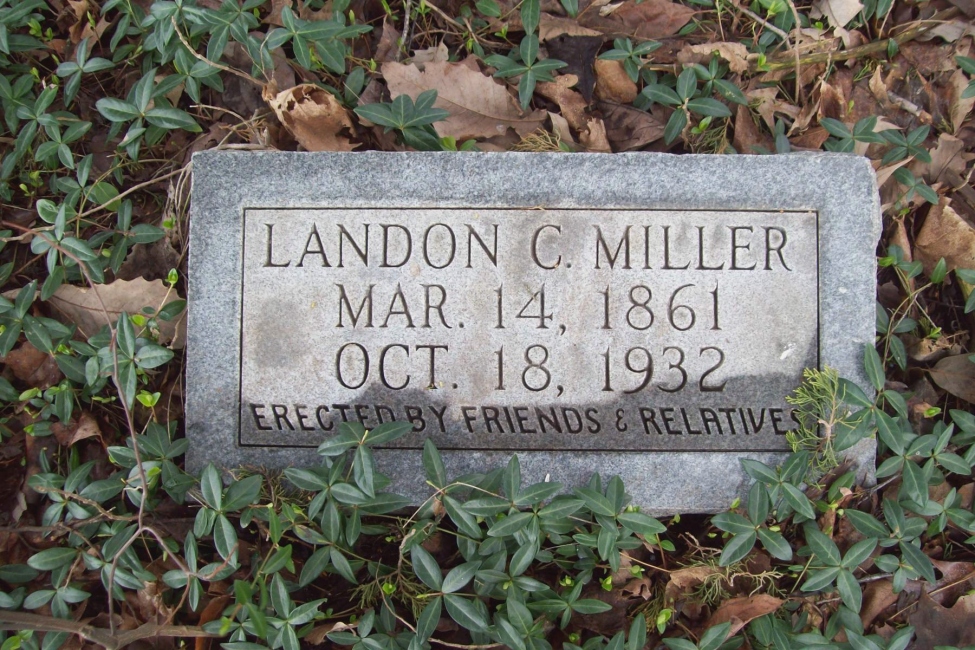 LANDON C. MILLER
MAR. 14, 1861
OCT. 18, 1932
ERECTED BY FRIENDS & RELATIVES